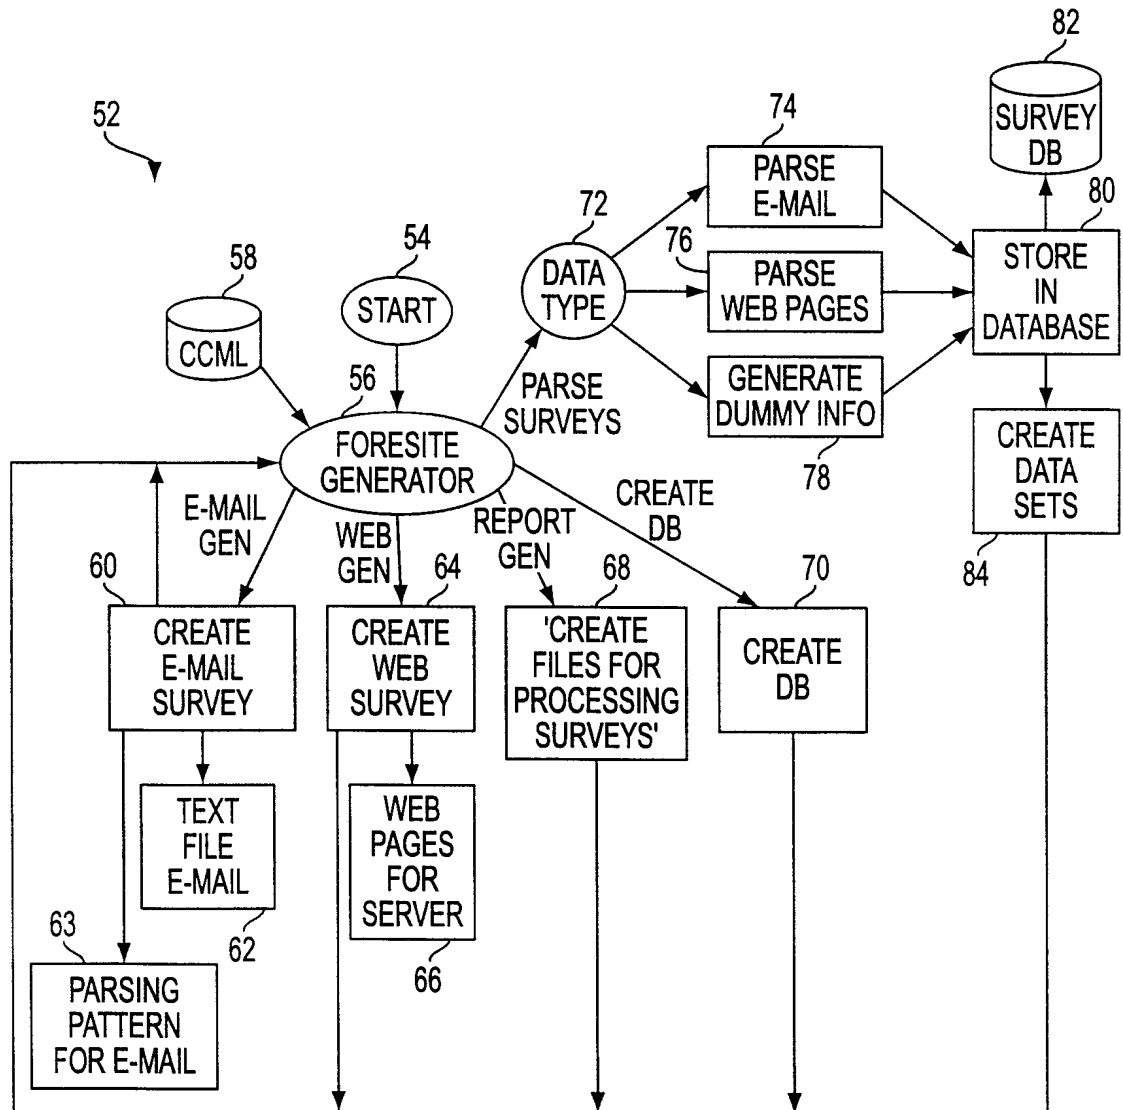 82
SURVEY
DB
52
74
PARSE
E-MAIL
72
DATA
TYPE
76
PARSE
WEB PAGES
80
STORE
IN
DATABASE
58
CCML
54
START
GENERATE
DUMMY INFO
78
PARSE
SURVEYS
56
FORESITE
GENERATOR
CREATE
DATA
SETS
84
E-MAIL
GEN
WEB
GEN
REPORT
GEN
CREATE
DB
60
CREATE
E-MAIL
SURVEY
64
CREATE
WEB
SURVEY
68
'CREATE
FILES FOR
PROCESSING
SURVEYS'
70
CREATE
DB
TEXT
FILE
E-MAIL
62
WEB
PAGES
FOR
SERVER
66
63
PARSING
PATTERN
FOR E-MAIL